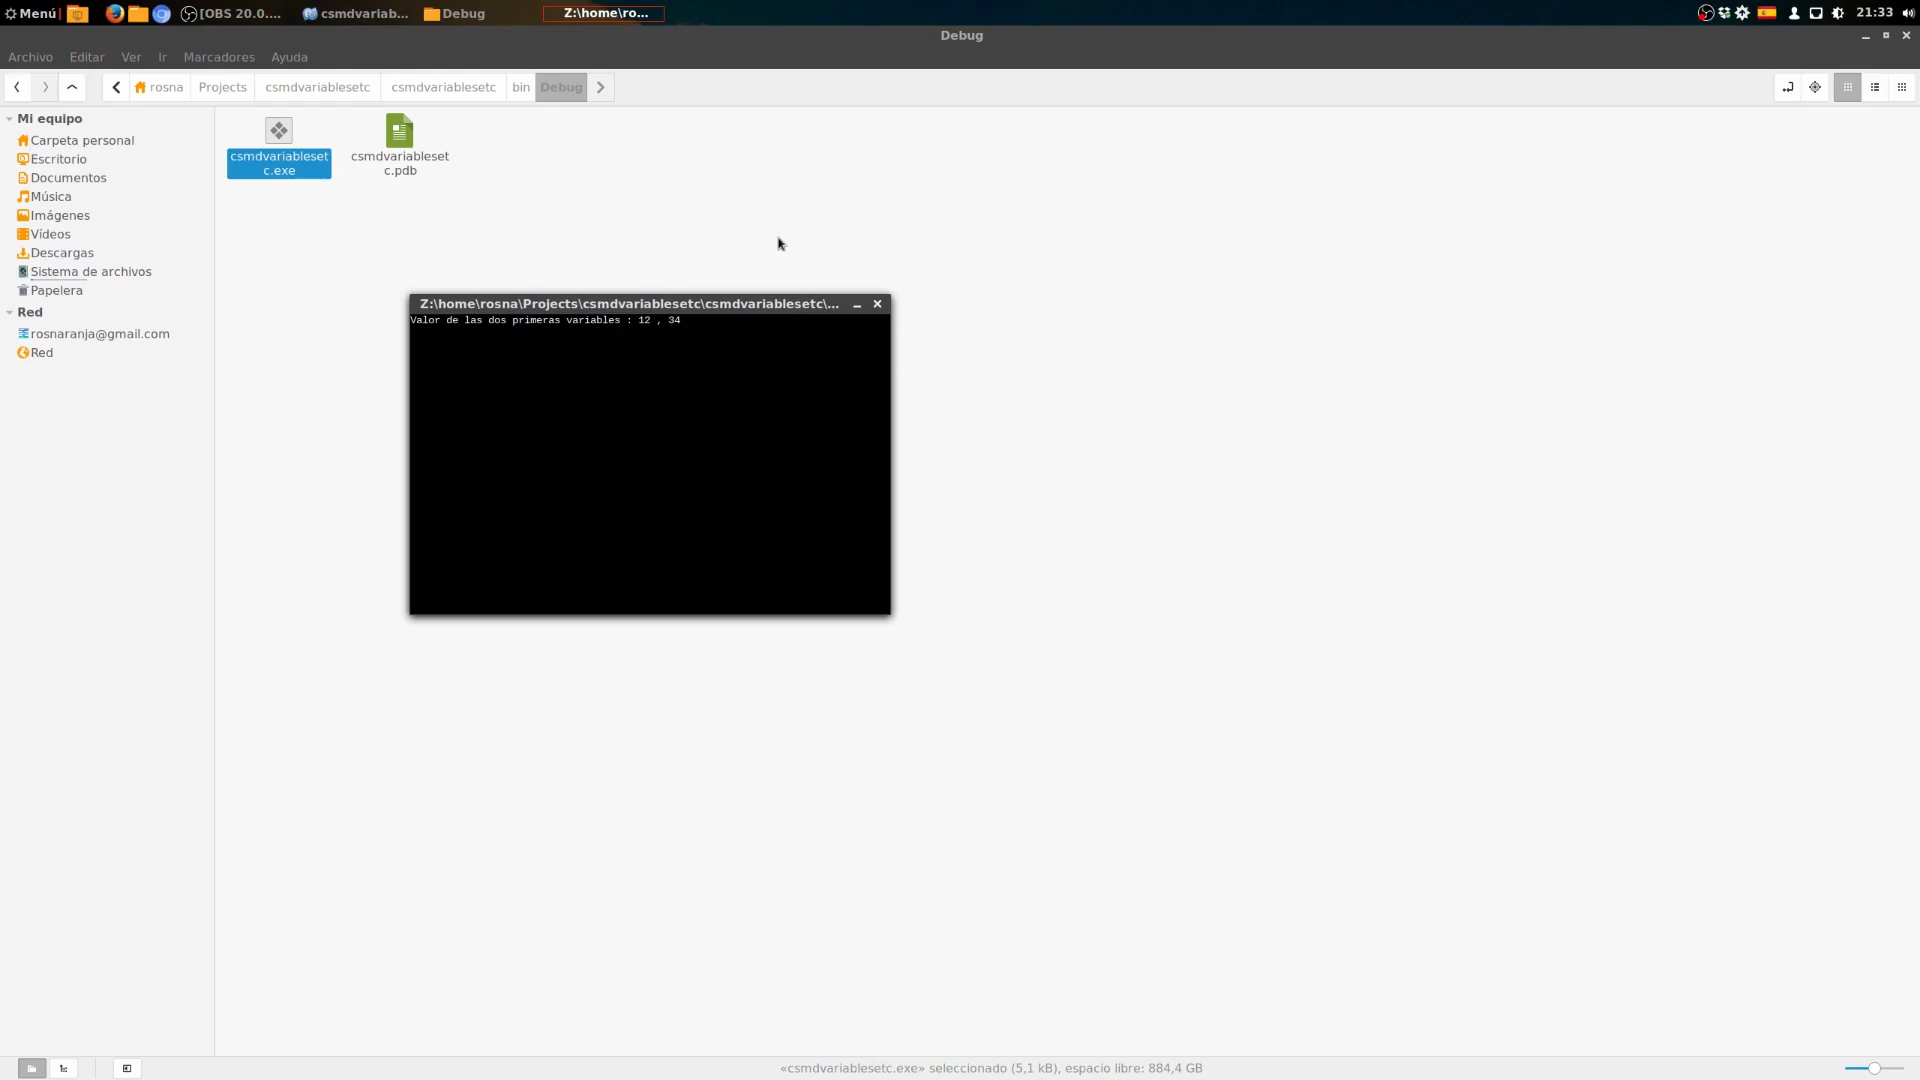 Menú
[OBS 20.0....
csmdvariab...
Debug
Z:\home\ro...
21:33
Debug
Archivo Editar Ver Ir Marcadores Ayuda
rosna Projects csmdvariablesetc csmdvariablesetc bin Debug
Mi equipo
Carpeta personal
Escritorio
Documentos
Música
Imágenes
Vídeos
Descargas
Sistema de archivos
Papelera
Red
rosnaranja@gmail.com
Red
csmdvariableset
c.exe
csmdvariableset
c.pdb
Z:\home\rosna\Projects\csmdvariablesetc\csmdvariablesetc\...
Valor de las dos primeras variables : 12 , 34
«csmdvariablesetc.exe» seleccionado (5,1 kB), espacio libre: 884,4 GB